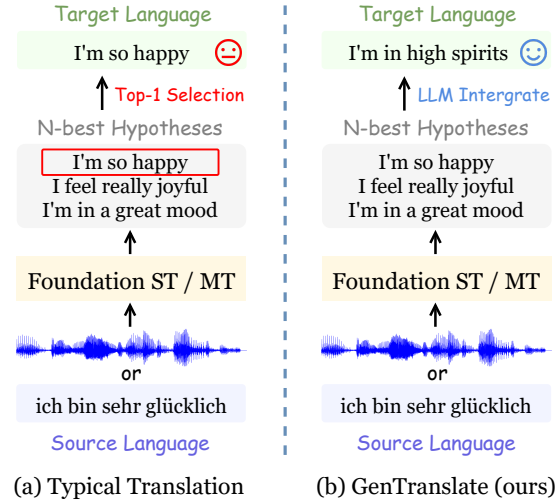 Target Language
I'm so happy
Top-1 Selection
N-best Hypotheses
I'm so happy
I feel really joyful
I'm in a great mood
Foundation ST / MT
or
ich bin sehr glücklich
Source Language
(a) Typical Translation
Target Language
I'm in high spirits
LLM Intergrate
N-best Hypotheses
I'm so happy
I feel really joyful
I'm in a great mood
Foundation ST / MT
or
ich bin sehr glücklich
Source Language
(b) GenTranslate (ours)